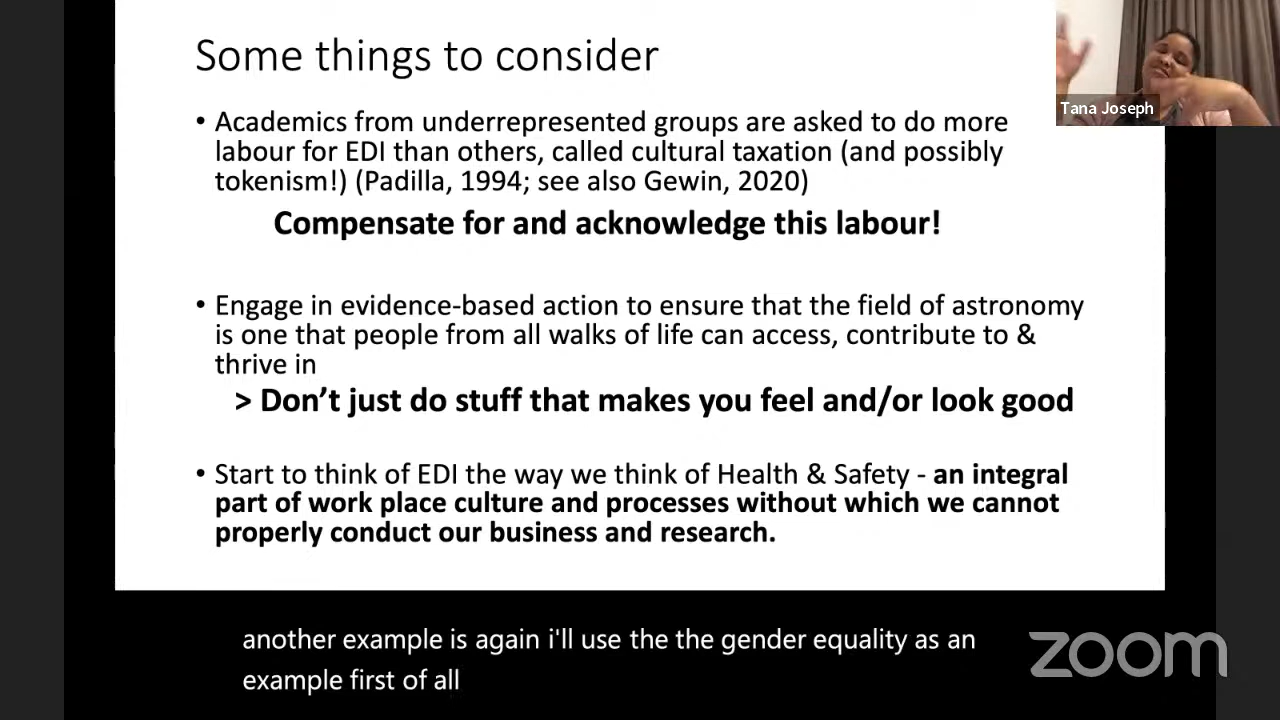 Some things to consider
Tana Joseph
• Academics from underrepresented groups are asked to do more
labour for EDI than others, called cultural taxation (and possibly
tokenism!) (Padilla, 1994; see also Gewin, 2020)
Compensate for and acknowledge this labour!
• Engage in evidence-based action to ensure that the field of astronomy
is one that people from all walks of life can access, contribute to &
thrive in
> Don’t just do stuff that makes you feel and/or look good
• Start to think of EDI the way we think of Health & Safety - an integral
part of work place culture and processes without which we cannot
properly conduct our business and research.
another example is again i'll use the the gender equality as an
example first of all
zoom